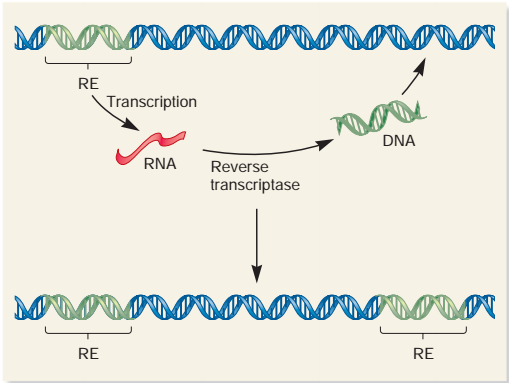 RE
Transcription
RNA
Reverse
transcriptase
DNA
RE
RE